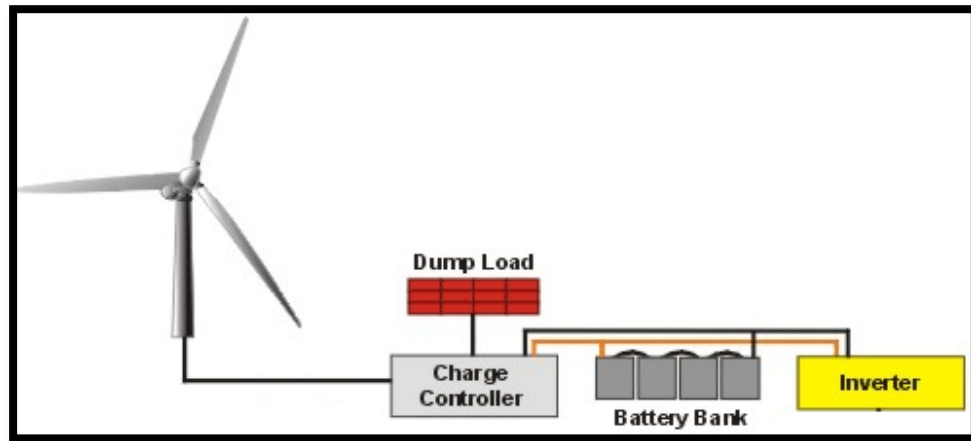 Dump Load
Charge
Controller
Battery Bank
Inverter